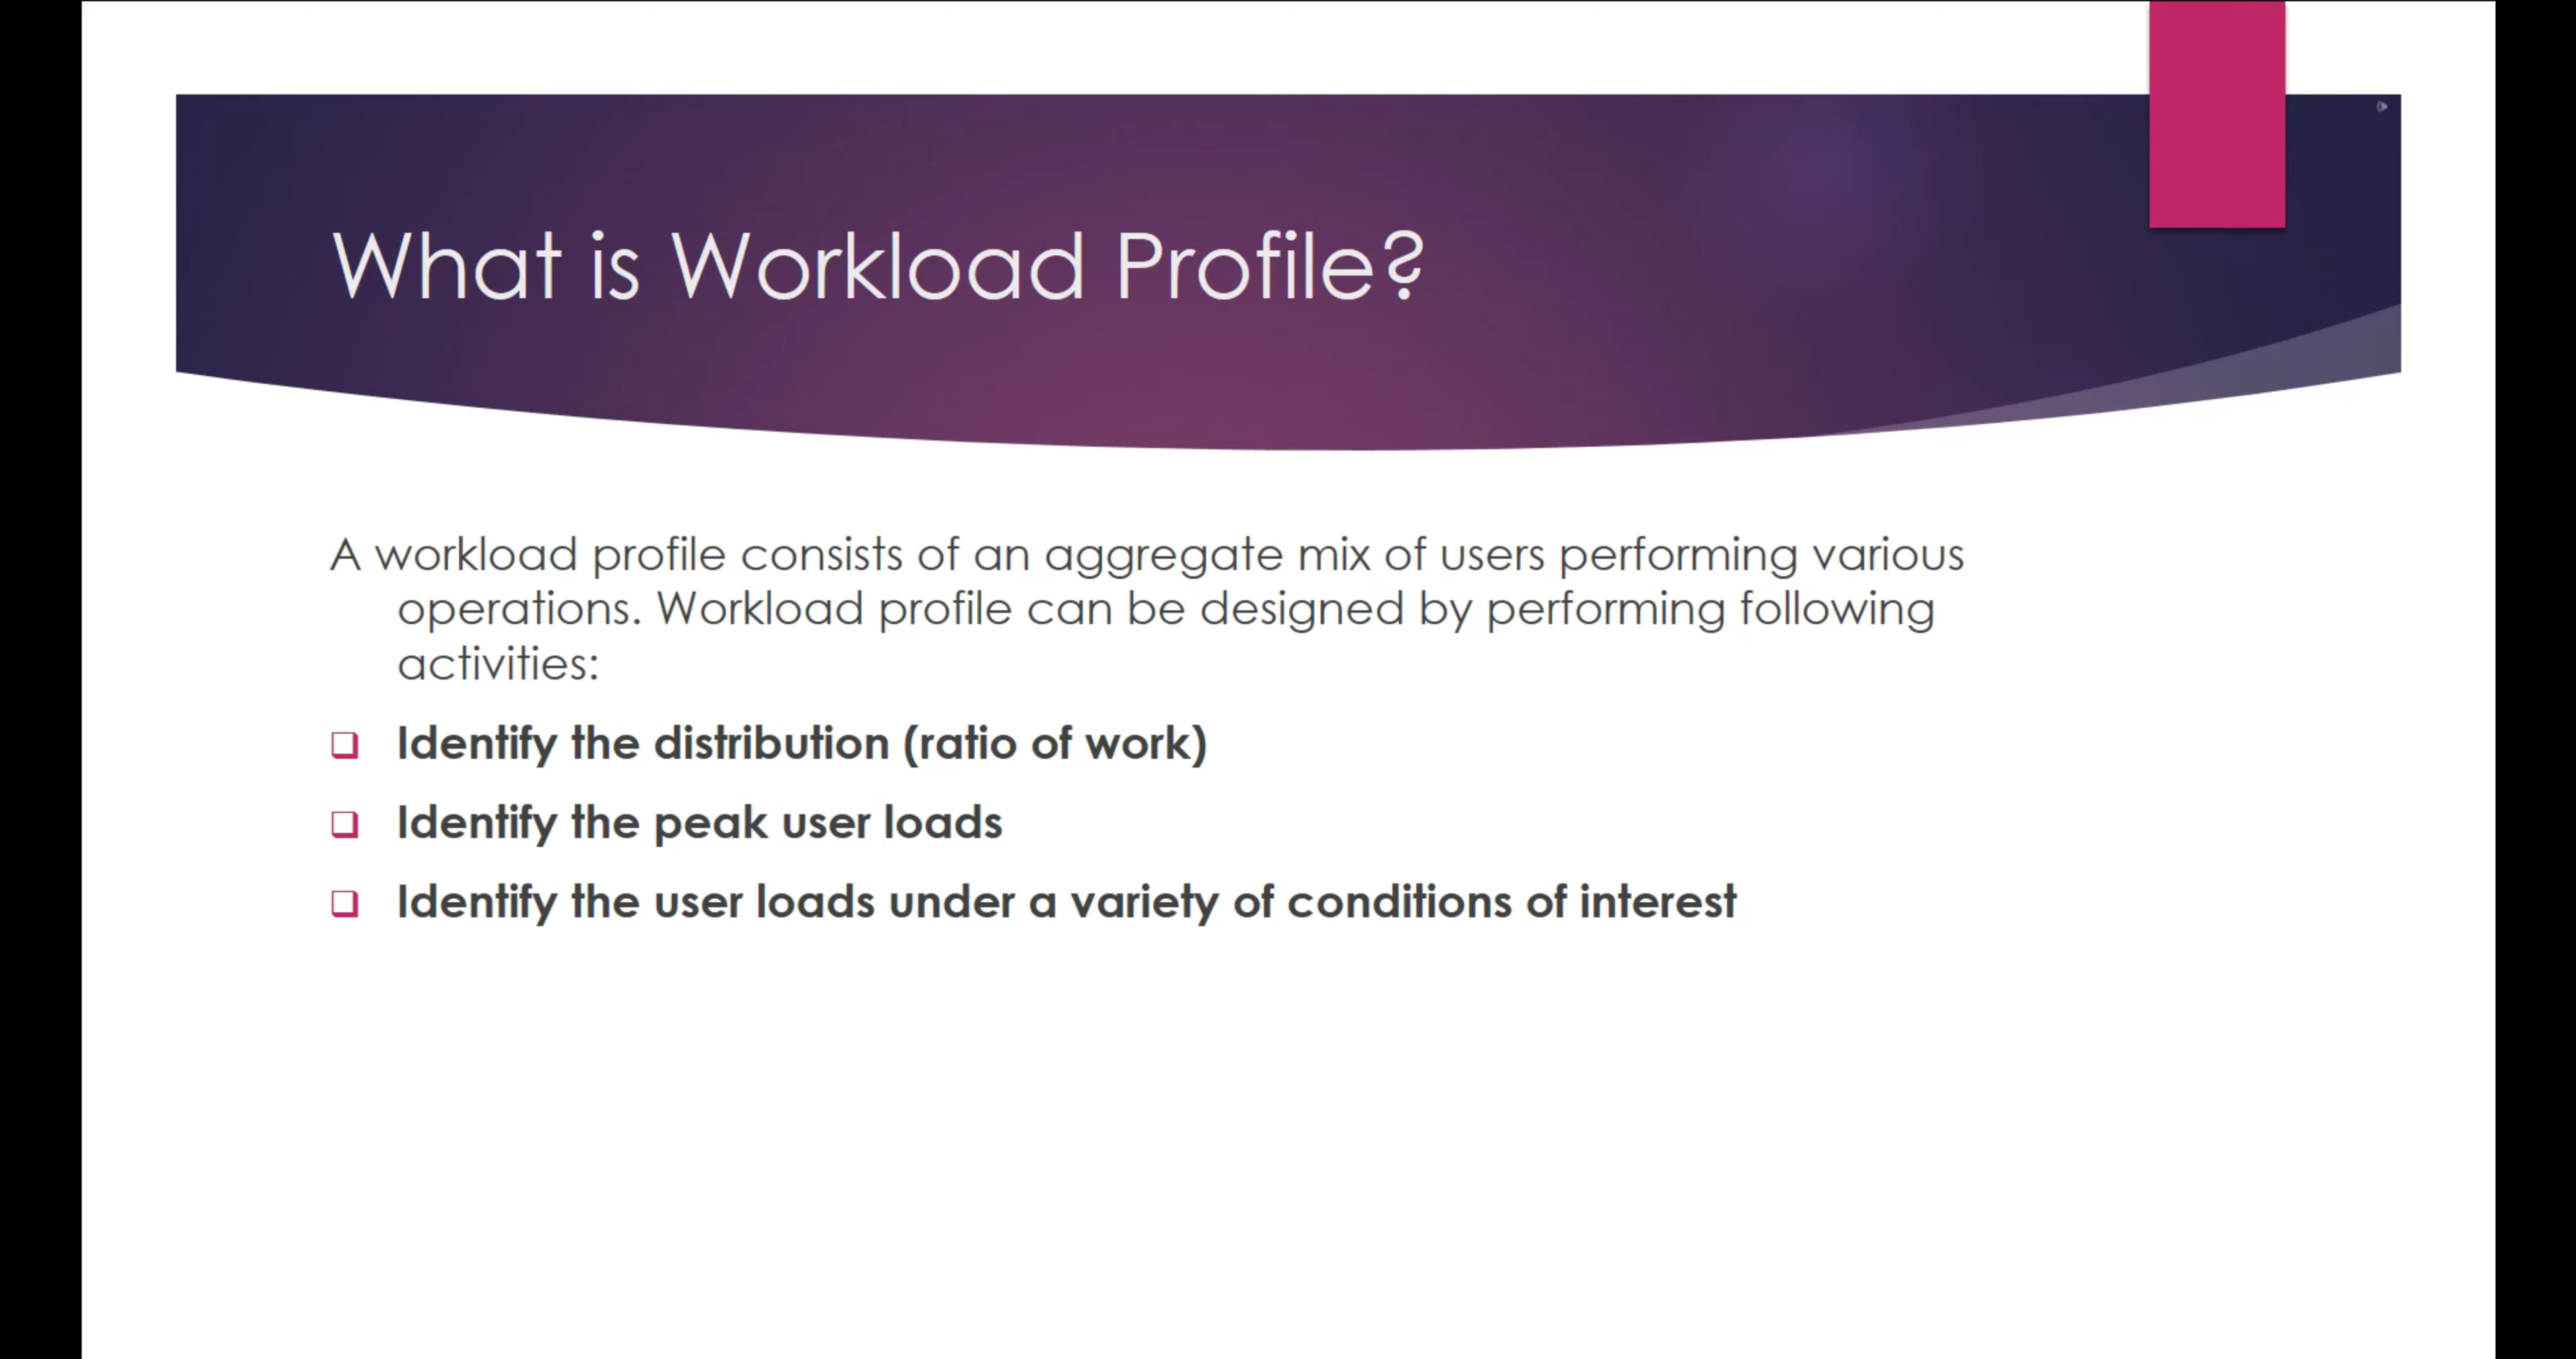 What is Workload Profile?
A workload profile consists of an aggregate mix of users performing various
operations. Workload profile can be designed by performing following
activities:
Identify the distribution (ratio of work)
Identify the peak user loads
Identify the user loads under a variety of conditions of interest